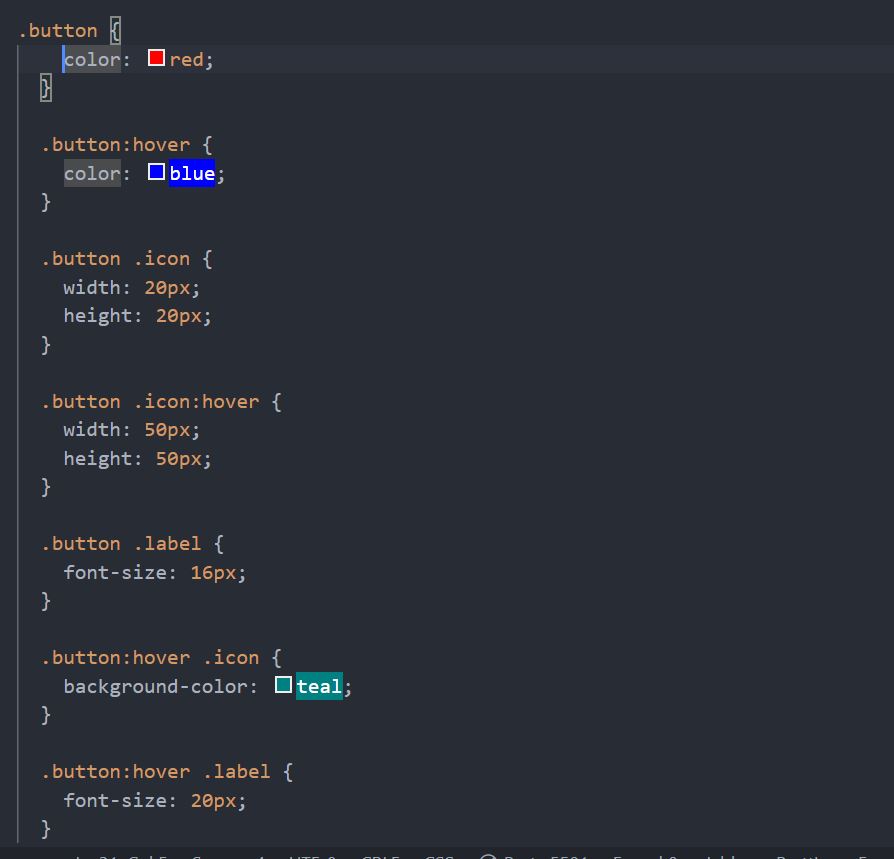 .button {
color: red;
}
.button:hover {
color: blue;
}
.button .icon {
width: 20px;
height: 20px;
}
.button .icon:hover {
width: 50px;
height: 50px;
}
.button .label {
font-size: 16px;
}
.button:hover .icon {
background-color: teal;
}
.button:hover .label {
font-size: 20px;
}